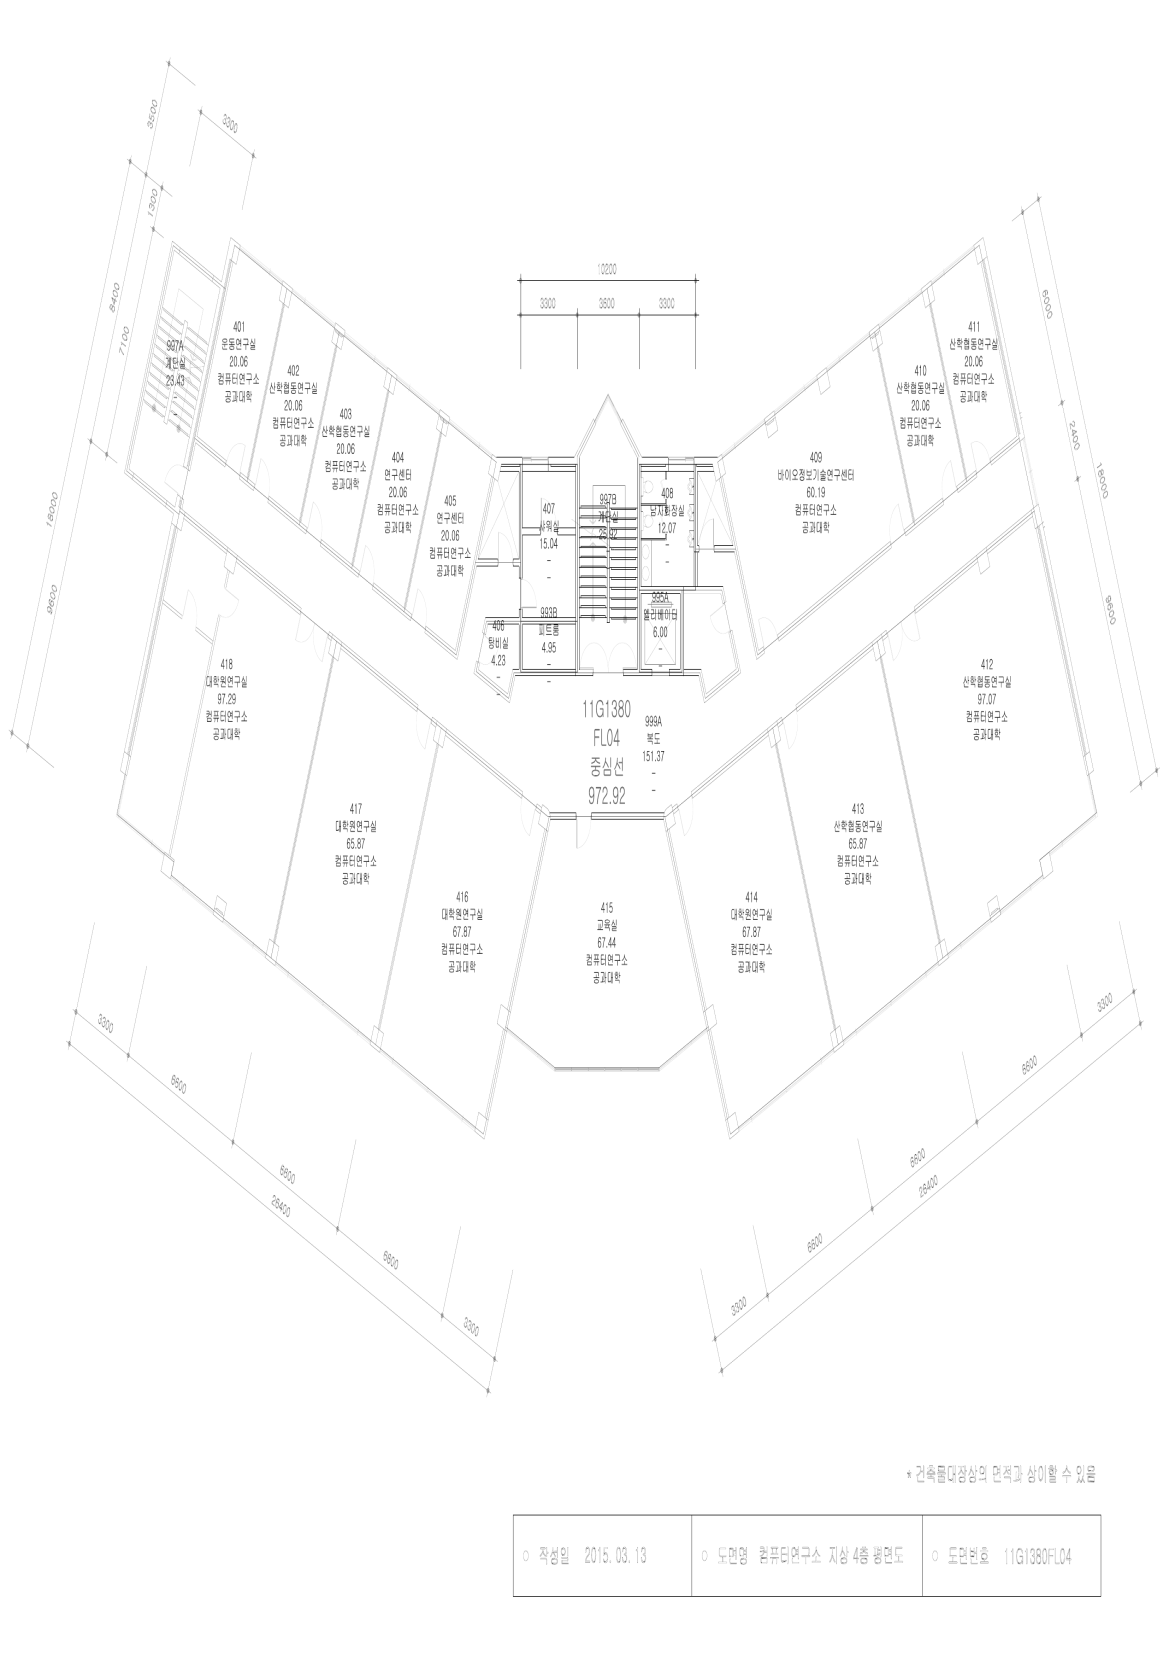 3500
3300
1300
8400
7100
18000
9600
10200
3300
3600
3300
6000
2400
18000
9600
997A
계단실
23.43
-
-
401
운동연구실
20.06
컴퓨터연구소
공과대학
402
산학협동연구실
20.06
컴퓨터연구소
공과대학
403
산학협동연구실
20.06
컴퓨터연구소
공과대학
404
연구센터
20.06
컴퓨터연구소
공과대학
405
연구센터
20.06
컴퓨터연구소
공과대학
407
샤워실
15.04
-
-
997B
계단실
25.92
408
남자화장실
12.07
-
-
409
바이오정보기술연구센터
60.19
컴퓨터연구소
공과대학
410
산학협동연구실
20.06
컴퓨터연구소
공과대학
411
산학협동연구실
20.06
컴퓨터연구소
공과대학
406
탕비실
4.23
-
-
993B
피트룸
4.95
-
-
995A
엘리베이터
6.00
-
-
11G1380
FL04
중심선
972.92
999A
복도
151.37
-
-
418
대학원연구실
97.29
컴퓨터연구소
공과대학
417
대학원연구실
65.87
컴퓨터연구소
공과대학
416
대학원연구실
67.87
컴퓨터연구소
공과대학
415
교육실
67.44
컴퓨터연구소
공과대학
414
대학원연구실
67.87
컴퓨터연구소
공과대학
413
산학협동연구실
65.87
컴퓨터연구소
공과대학
412
산학협동연구실
97.07
컴퓨터연구소
공과대학
3300
6600
6600
26400
6600
3300
3300
6600
6600
26400
6600
3300
* 건축물대장상의 면적과 상이할 수 있음
○ 작성일 2015.03.13
○ 도면명 컴퓨터연구소 지상 4층 평면도
○ 도면번호 11G1380FL04